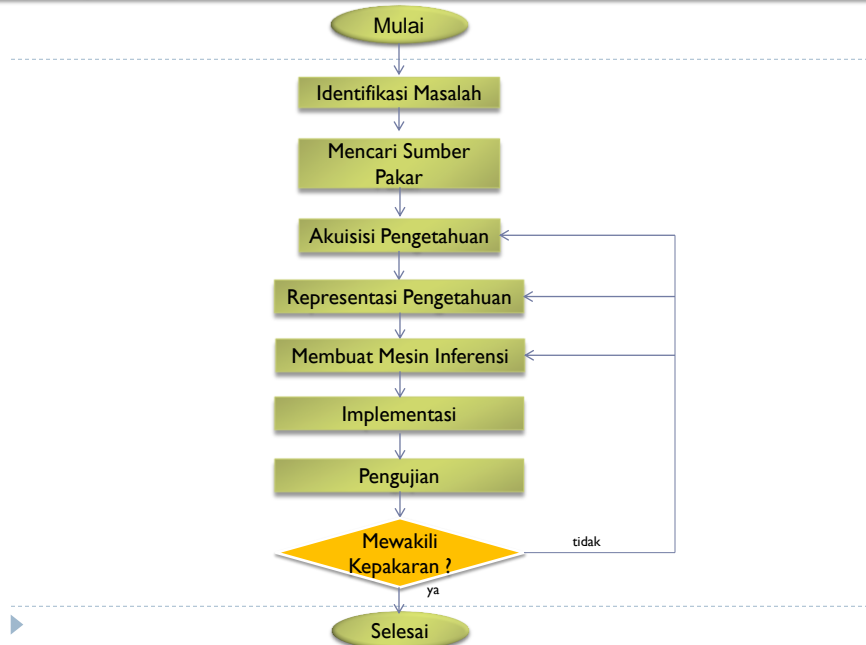 Mulai
Identifikasi Masalah
Mencari Sumber
Pakar
Akuisisi Pengetahuan
Representasi Pengetahuan
Membuat Mesin Inferensi
Implementasi
Pengujian
Mewakili
Kepakaran ?
tidak
ya
Selesai